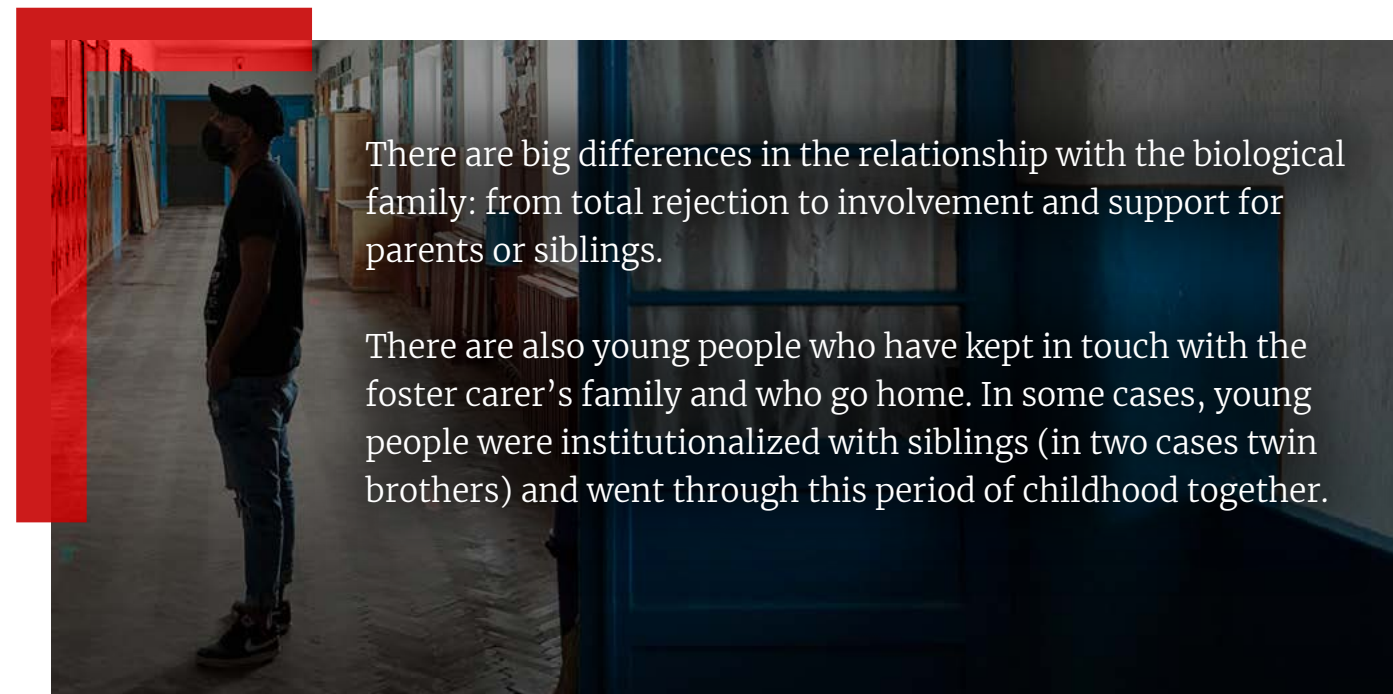 There are big differences in the relationship with the biological
family: from total rejection to involvement and support for
parents or siblings.
There are also young people who have kept in touch with the
foster carer’s family and who go home. In some cases, young
people were institutionalized with siblings (in two cases twin
brothers) and went through this period of childhood together.